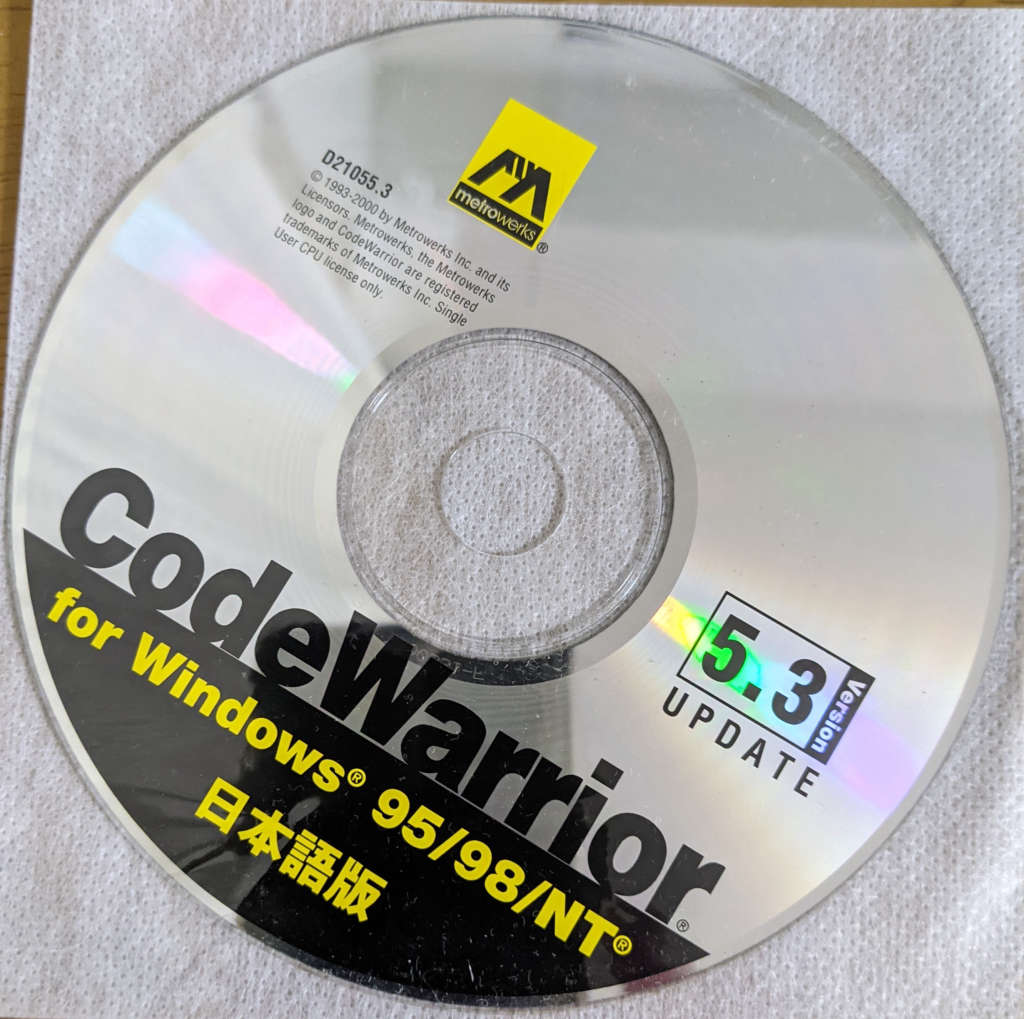 metrowerks®
D21055.3
© 1993-2000 by Metrowerks Inc. and its
Licensors. Metrowerks, the Metrowerks
logo and CodeWarrior are registered
trademarks of Metrowerks Inc. Single
User CPU license only.
CodeWarrior®
for Windows® 95/98/NT®
日本語版
5.3
Version
UPDATE